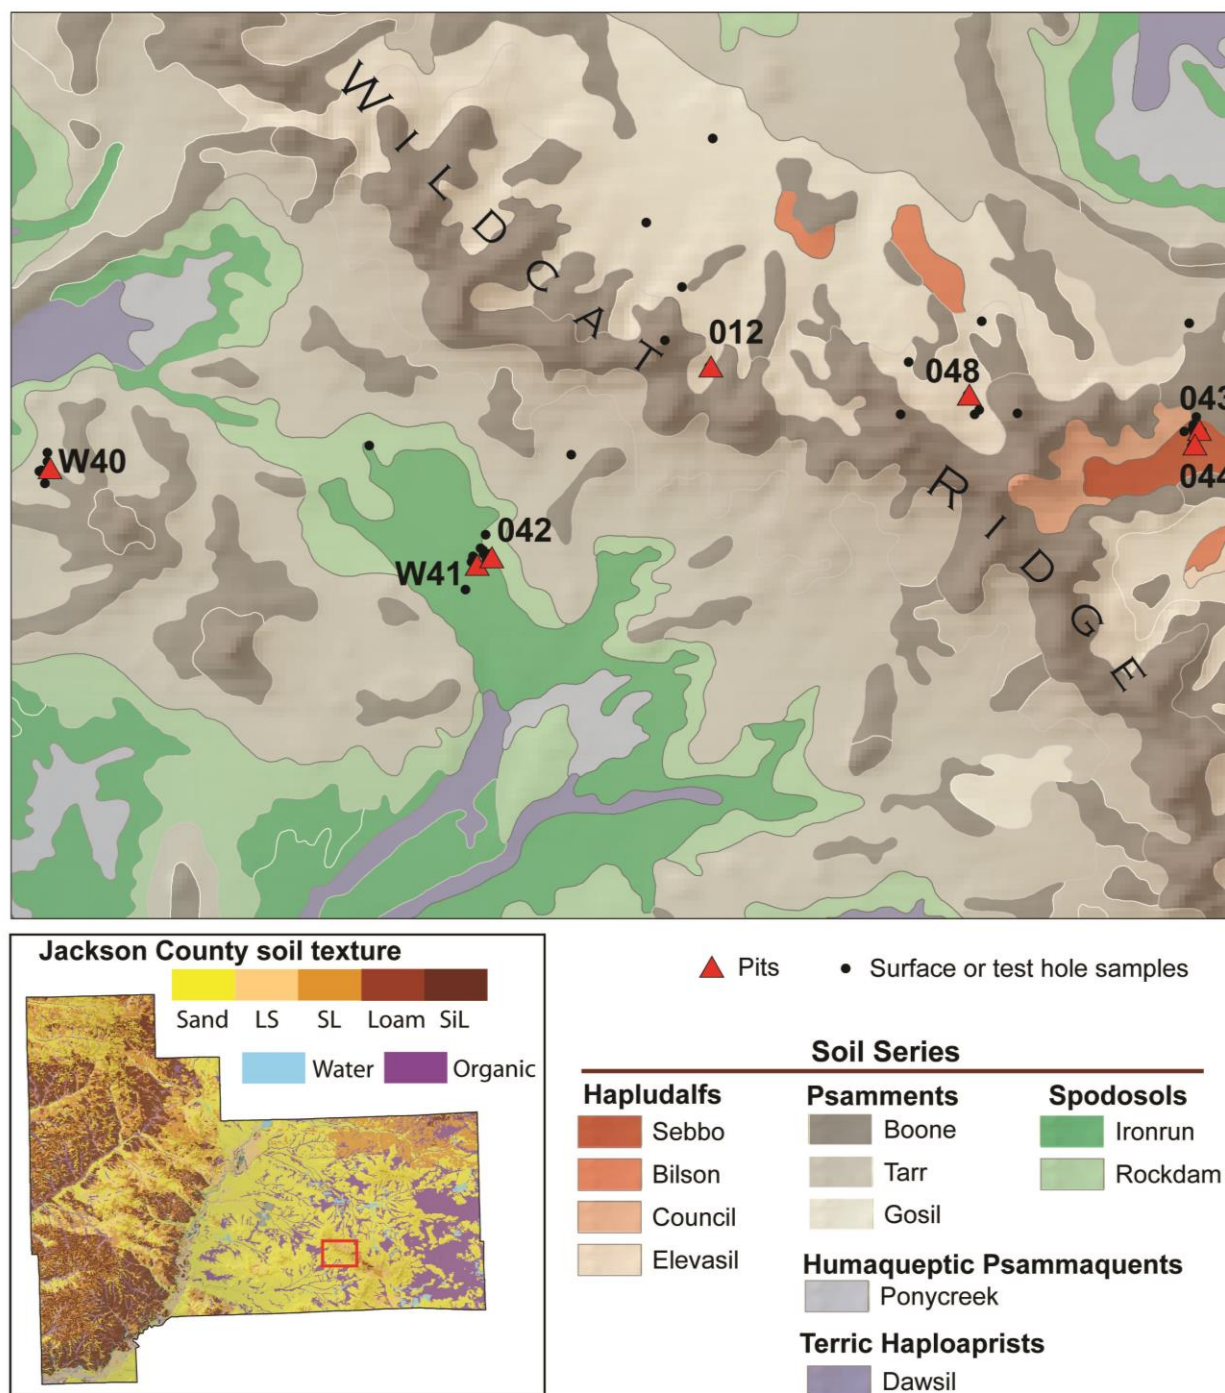 WILDCAT
RIDGE
012
048
043
044
W40
042
W41
Jackson County soil texture
Sand LS SL Loam SiL
Water Organic
Pits Surface or test hole samples
Soil Series
Hapludalfs
Sebbo
Bilson
Council
Elevasil
Psamments
Boone
Tarr
Gosil
Spodosols
Ironrun
Rockdam
Humaqueptic Psammaquents
Ponycreek
Terric Haploaprists
Dawsil